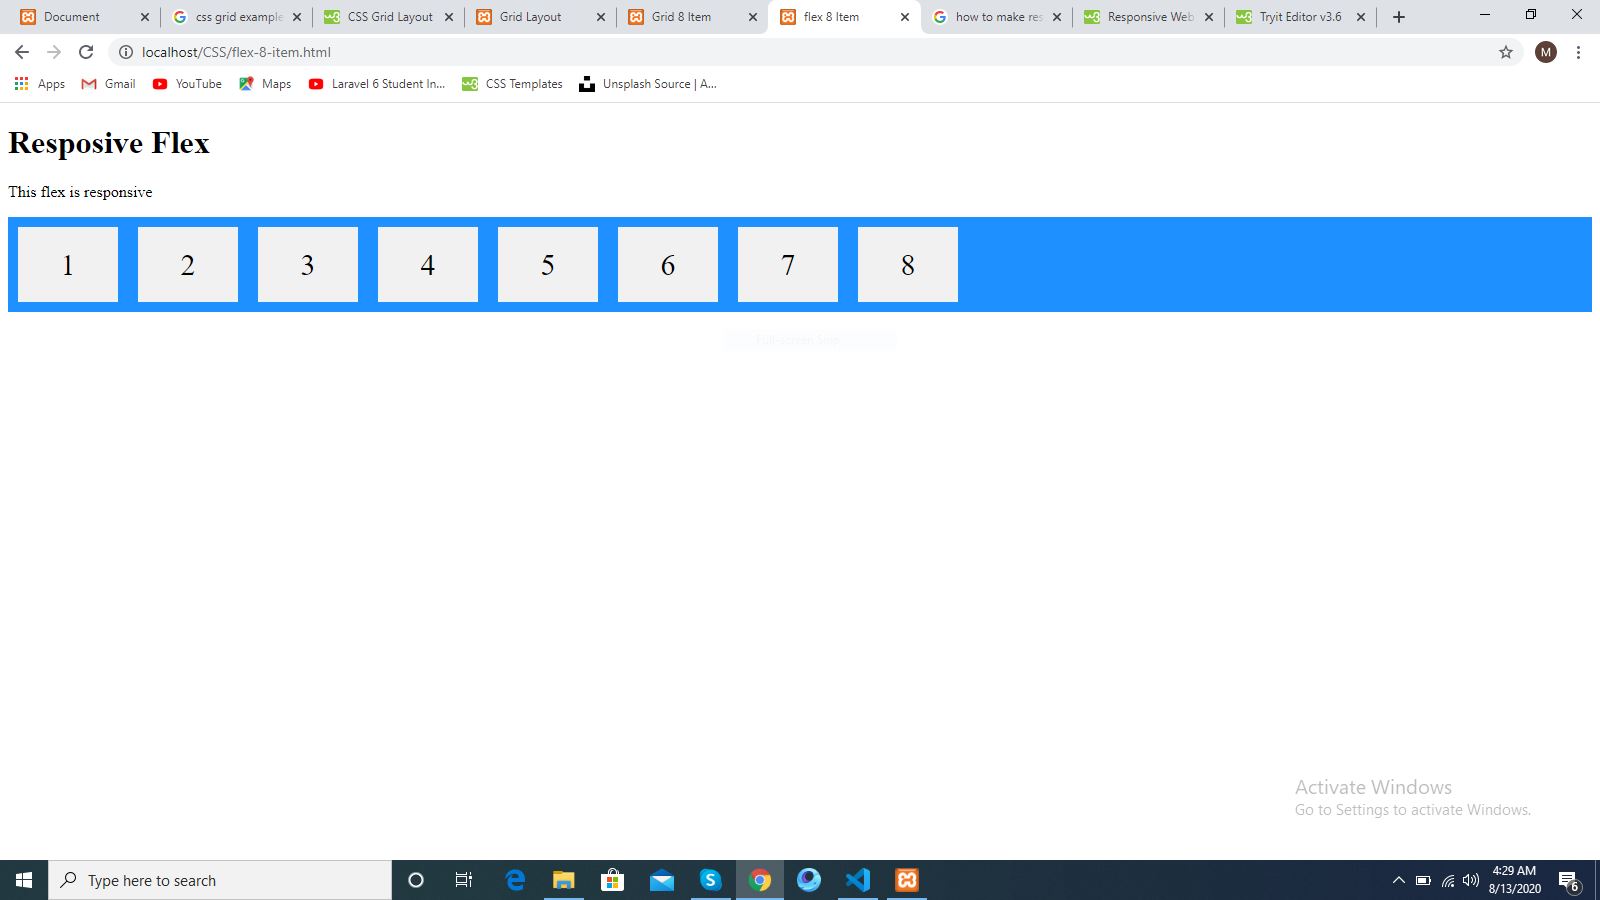 Document
css grid example
CSS Grid Layout
Grid Layout
Grid 8 Item
flex 8 Item
how to make res
Responsive Web
Tryit Editor v3.6
localhost/CSS/flex-8-item.html
M
Apps
Gmail
YouTube
Maps
Laravel 6 Student In...
CSS Templates
Unsplash Source | A...
Resposive Flex
This flex is responsive
1 2 3 4 5 6 7 8
Full-screen Snip
Activate Windows
Go to Settings to activate Windows.
Type here to search
4:29 AM
8/13/2020
6